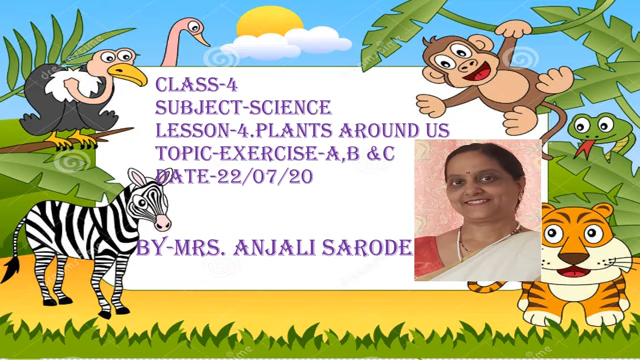 CLASS-4
SUBJECT-SCIENCE
LESSON-4.PLANTS AROUND US
TOPIC-EXERCISE-A,B &C
DATE-22/07/20
BY-MRS. ANJALI SARODE